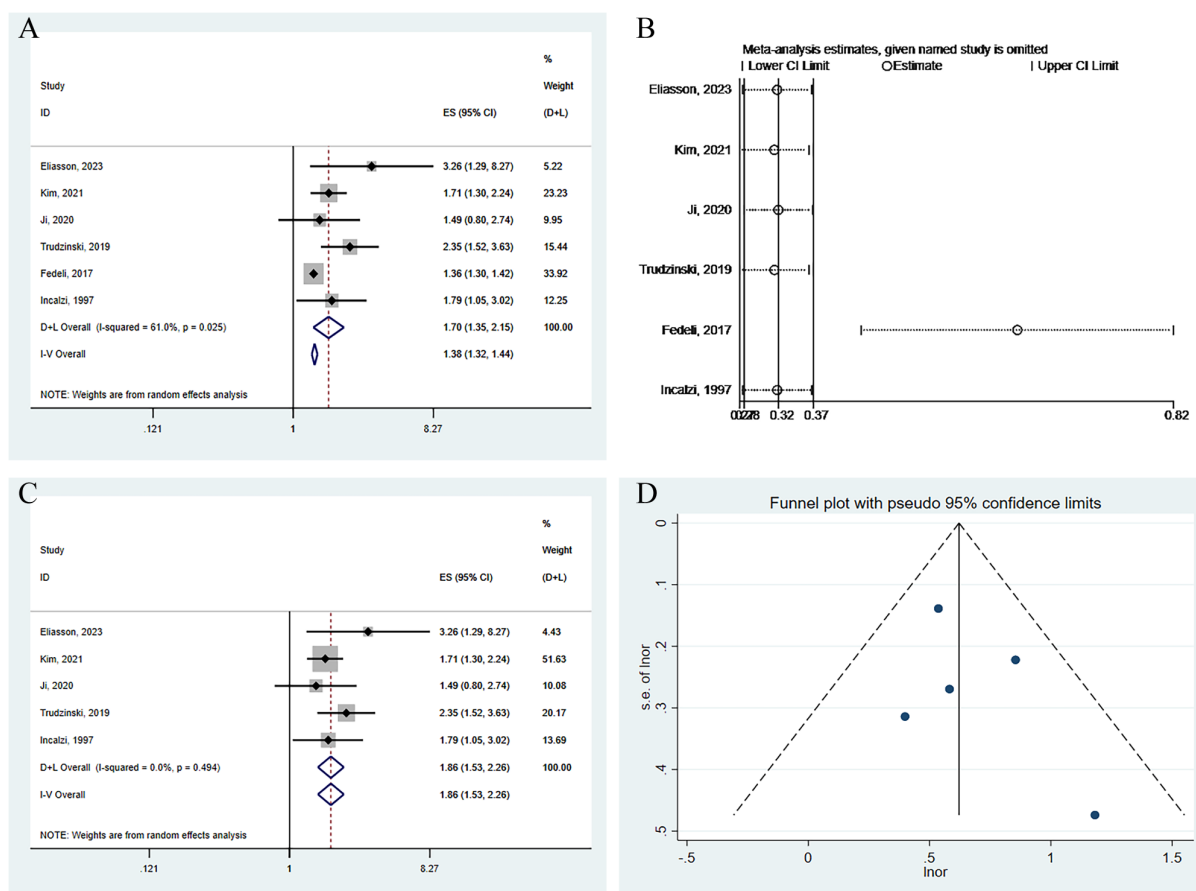 A
%
Study Weight
ID ES (95% CI) (D+L)
Eliasson, 2023 3.26 (1.29, 8.27) 5.22
Kim, 2021 1.71 (1.30, 2.24) 23.23
Ji, 2020 1.49 (0.80, 2.74) 9.95
Trudzinski, 2019 2.35 (1.52, 3.63) 15.44
Fedeli, 2017 1.36 (1.30, 1.42) 33.92
Incalzi, 1997 1.79 (1.05, 3.02) 12.25
D+L Overall (I-squared = 61.0%, p = 0.025) 1.70 (1.35, 2.15) 100.00
I-V Overall 1.38 (1.32, 1.44)
NOTE: Weights are from random effects analysis
.121 1 8.27
B
Meta-analysis estimates, given named study is omitted
Lower CI Limit Estimate Upper CI Limit
Eliasson, 2023
Kim, 2021
Ji, 2020
Trudzinski, 2019
Fedeli, 2017
Incalzi, 1997
0.32 0.37 0.82
C
%
Study Weight
ID ES (95% CI) (D+L)
Eliasson, 2023 3.26 (1.29, 8.27) 4.43
Kim, 2021 1.71 (1.30, 2.24) 51.63
Ji, 2020 1.49 (0.80, 2.74) 10.08
Trudzinski, 2019 2.35 (1.52, 3.63) 20.17
Incalzi, 1997 1.79 (1.05, 3.02) 13.69
D+L Overall (I-squared = 0.0%, p = 0.494) 1.86 (1.53, 2.26) 100.00
I-V Overall 1.86 (1.53, 2.26)
NOTE: Weights are from random effects analysis
.121 1 8.27
D
Funnel plot with pseudo 95% confidence limits
s.e. of lnor
0
.1
.2
.3
.4
.5
-.5 0 .5 1 1.5
lnor